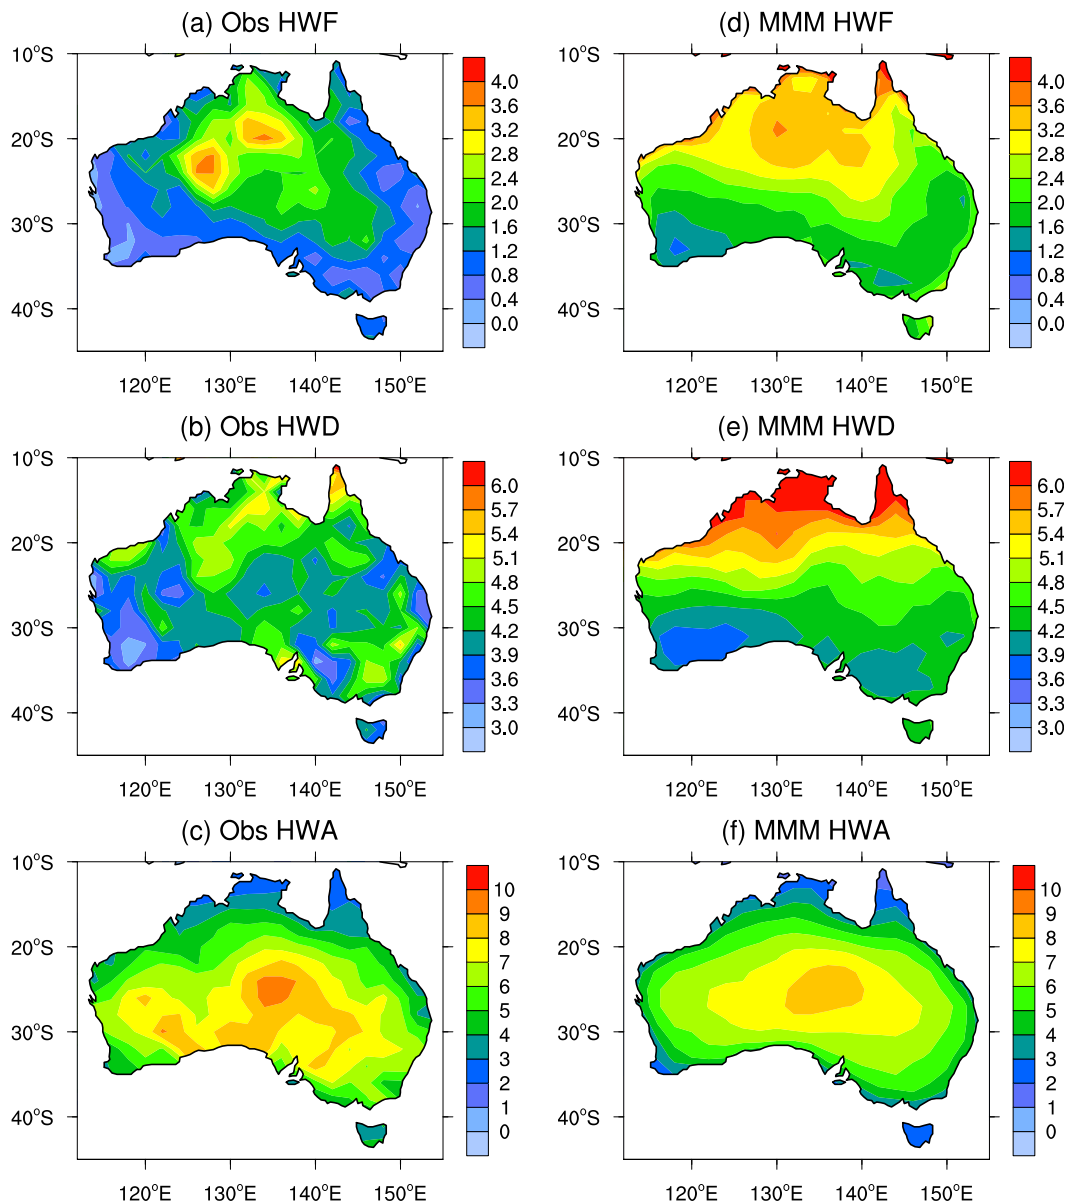 (a) Obs HWF
10°S
20°S
30°S
40°S
120°E 130°E 140°E 150°E
4.0
3.6
3.2
2.8
2.4
2.0
1.6
1.2
0.8
0.4
0.0
(d) MMM HWF
10°S
20°S
30°S
40°S
120°E 130°E 140°E 150°E
4.0
3.6
3.2
2.8
2.4
2.0
1.6
1.2
0.8
0.4
0.0
(b) Obs HWD
10°S
20°S
30°S
40°S
120°E 130°E 140°E 150°E
6.0
5.7
5.4
5.1
4.8
4.5
4.2
3.9
3.6
3.3
3.0
(e) MMM HWD
10°S
20°S
30°S
40°S
120°E 130°E 140°E 150°E
6.0
5.7
5.4
5.1
4.8
4.5
4.2
3.9
3.6
3.3
3.0
(c) Obs HWA
10°S
20°S
30°S
40°S
120°E 130°E 140°E 150°E
10
9
8
7
6
5
4
3
2
1
0
(f) MMM HWA
10°S
20°S
30°S
40°S
120°E 130°E 140°E 150°E
10
9
8
7
6
5
4
3
2
1
0